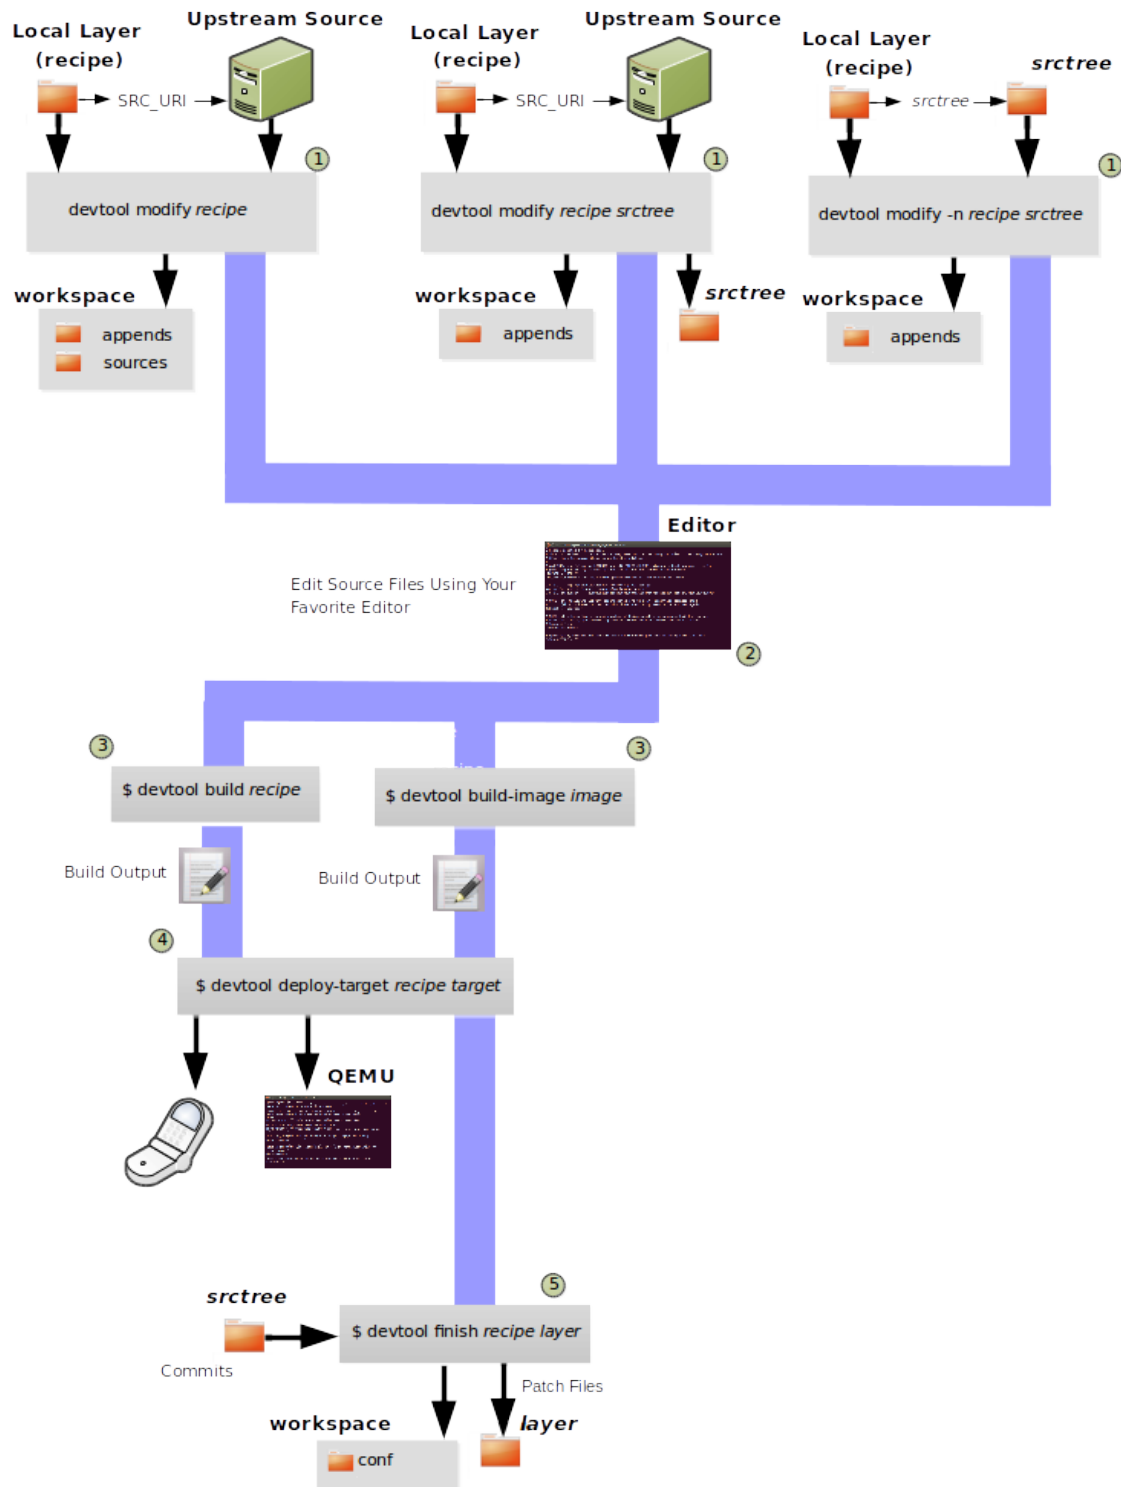 Local Layer
(recipe)
Upstream Source
SRC_URI
1
devtool modify recipe
workspace
appends
sources
Local Layer
(recipe)
Upstream Source
SRC_URI
1
devtool modify recipe srctree
workspace
appends
srctree
Local Layer
(recipe)
srctree
srctree
1
devtool modify -n recipe srctree
workspace
appends
Editor
Edit Source Files Using Your
Favorite Editor
2
3
$ devtool build recipe
3
$ devtool build-image image
Build Output
Build Output
4
$ devtool deploy-target recipe target
QEMU
5
srctree
$ devtool finish recipe layer
Commits
Patch Files
workspace
layer
conf